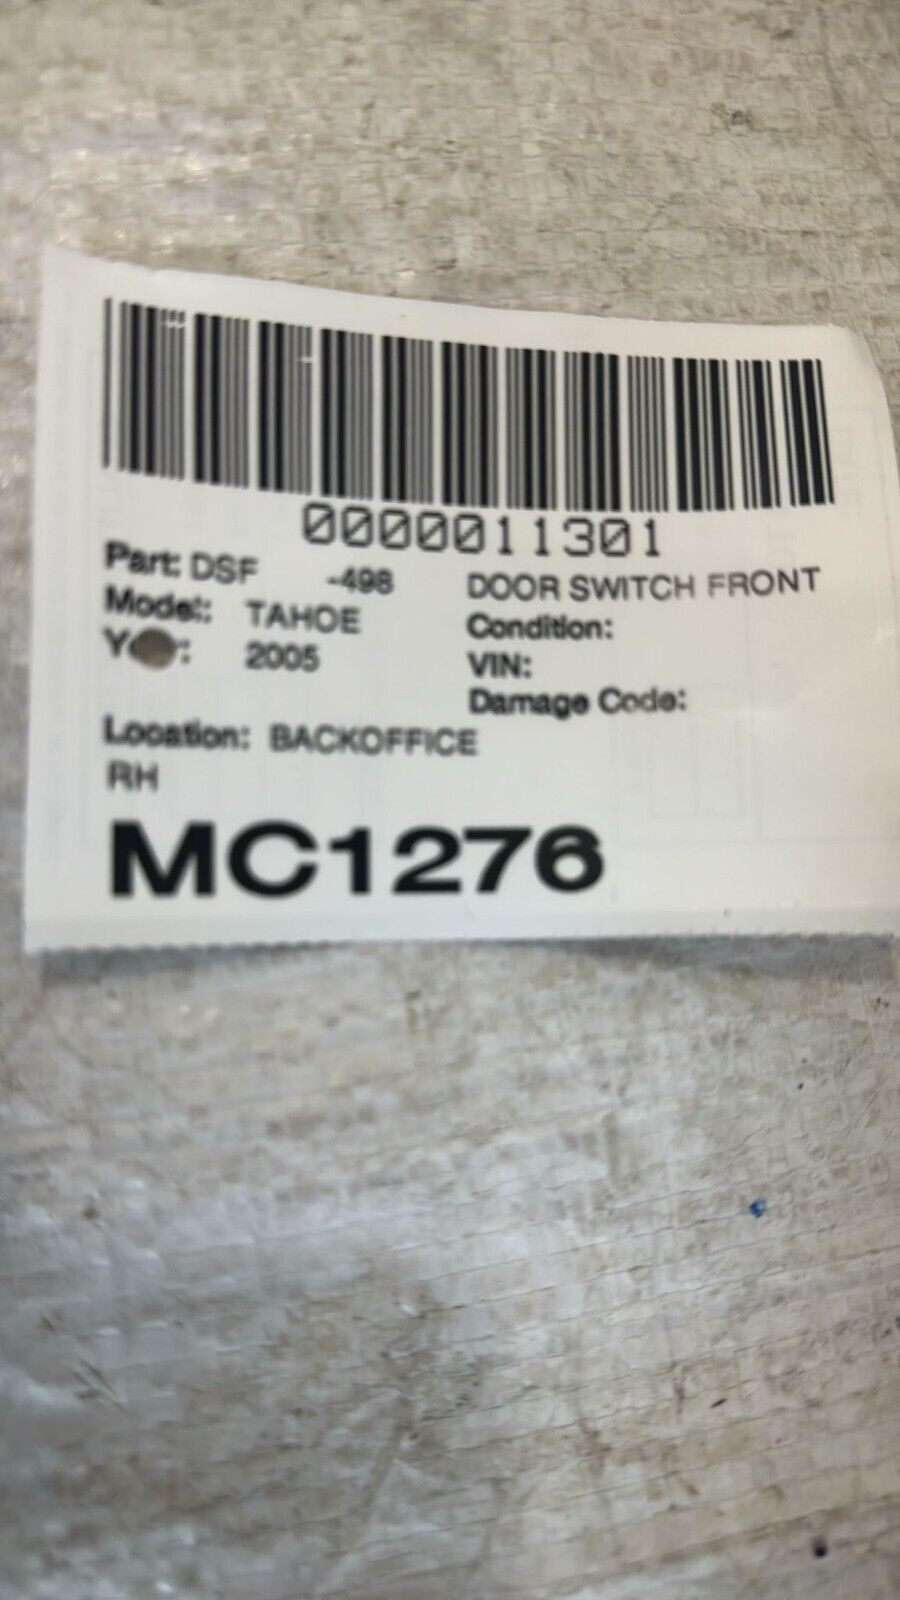 0000011301
Part: DSF -498 DOOR SWITCH FRONT
Model: TAHOE Condition:
2005 VIN:
Damage Code:
Location: BACKOFFICE
RH
MC1276